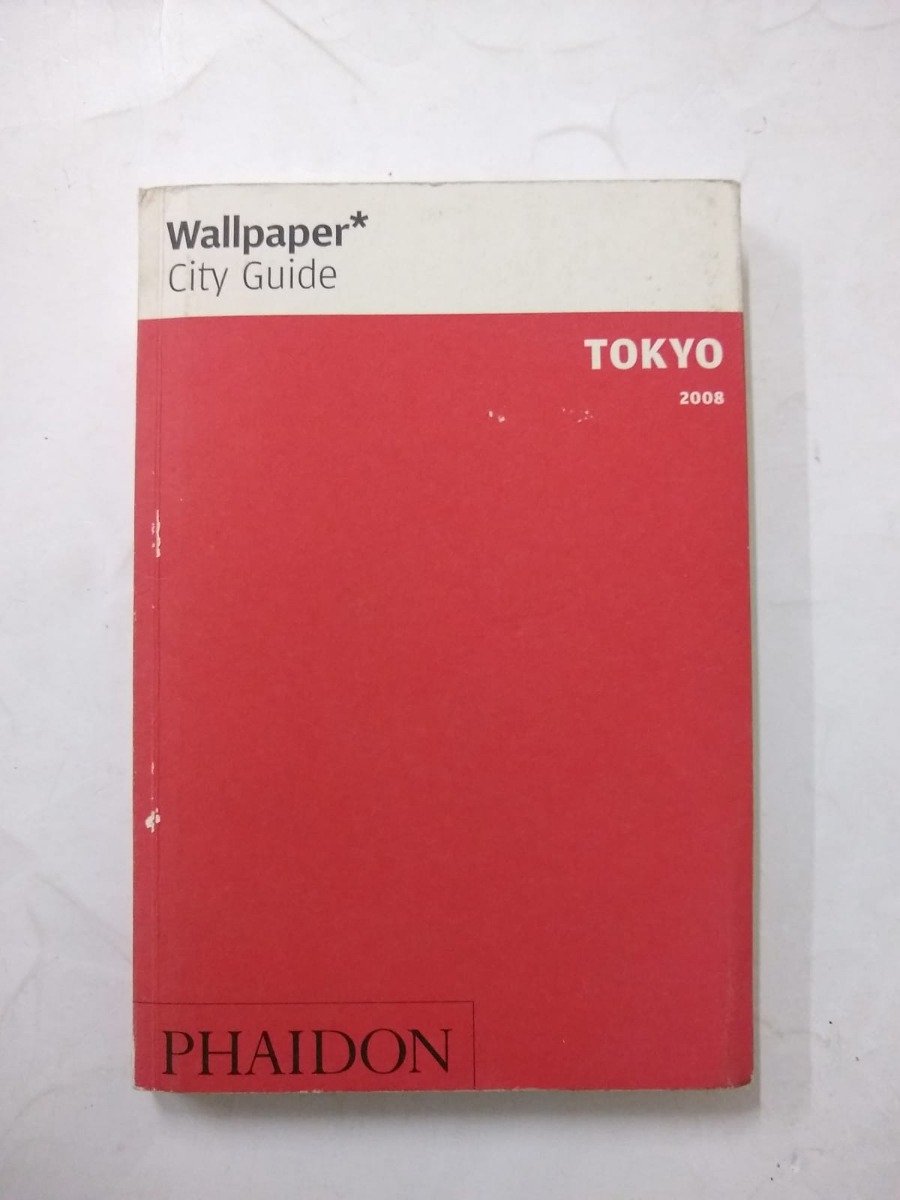 Wallpaper*
City Guide
TOKYO
2008
PHAIDON